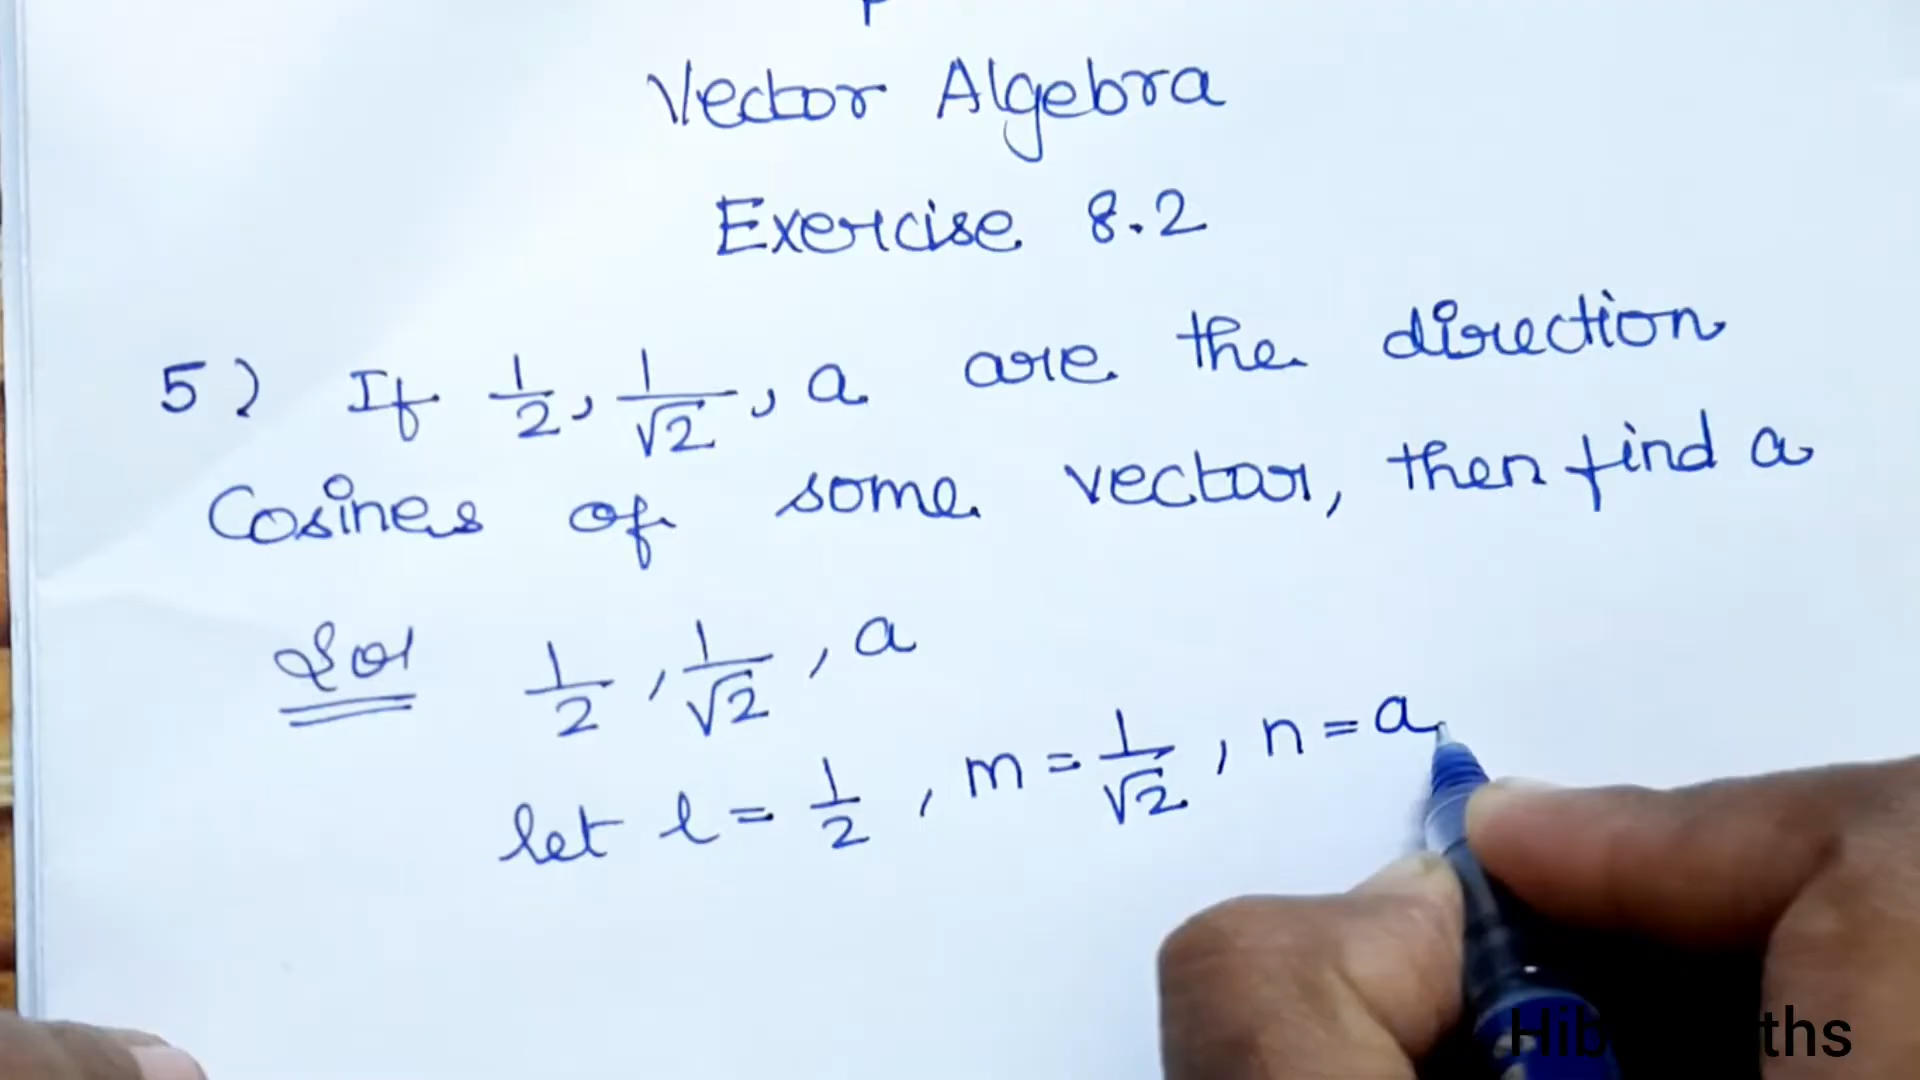 Vector Algebra
Exercise 8.2
5) If 1/2, 1/√2, a are the direction
Cosines of some vector, then find a
Sol 1/2, 1/√2, a
let l = 1/2, m = 1/√2, n = a